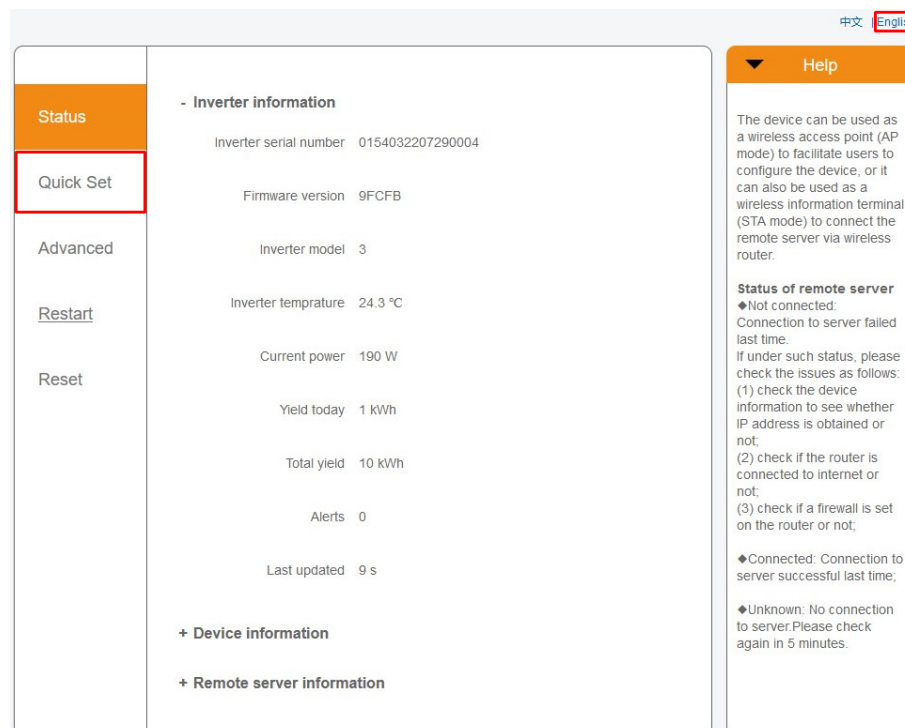 中文 | Englis
Status
Quick Set
Advanced
Restart
Reset
- Inverter information
Inverter serial number 0154032207290004
Firmware version 9FCFB
Inverter model 3
Inverter temprature 24.3 ℃
Current power 190 W
Yield today 1 kWh
Total yield 10 kWh
Alerts 0
Last updated 9 s
+ Device information
+ Remote server information
Help
The device can be used as
a wireless access point (AP
mode) to facilitate users to
configure the device, or it
can also be used as a
wireless information terminal
(STA mode) to connect the
remote server via wireless
router.
Status of remote server
◆Not connected:
Connection to server failed
last time.
If under such status, please
check the issues as follows:
(1) check the device
information to see whether
IP address is obtained or
not;
(2) check if the router is
connected to internet or
not;
(3) check if a firewall is set
on the router or not;
◆Connected: Connection to
server successful last time;
◆Unknown: No connection
to server.Please check
again in 5 minutes.